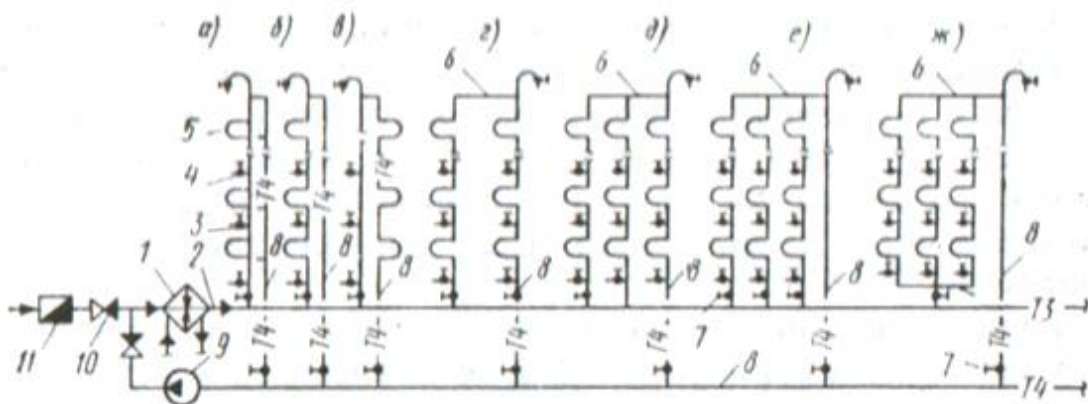 а) б) в) г) д) е) ж)
6 6 6 6
5
4 Т4 Т4 Т4
3
1 2 8 8 8 8 8 8 8
7 Т3
11 10 9 Т4 Т4 Т4 Т4 Т4 Т4 Т4 7
8 Т4